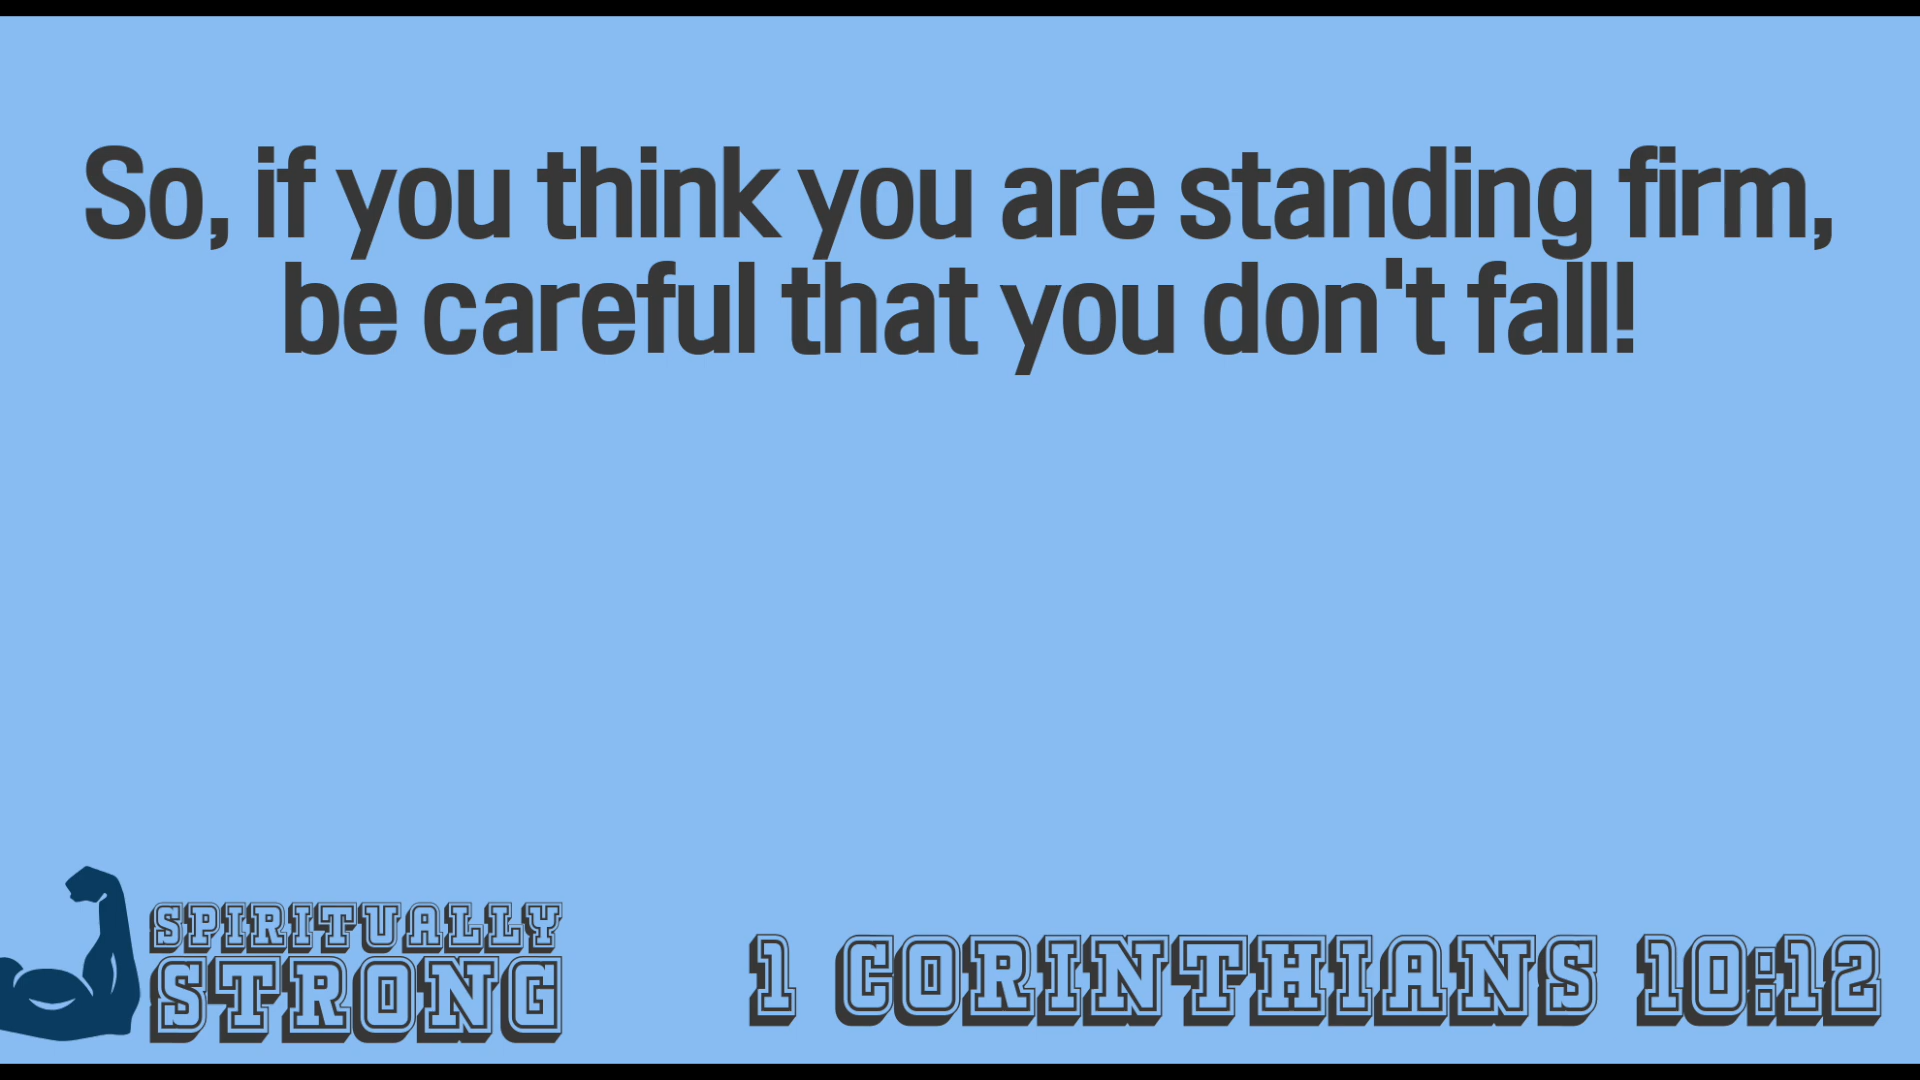 So, if you think you are standing firm,
be careful that you don't fall!
SPIRITUALLY
STRONG
1 CORINTHIANS 10:12